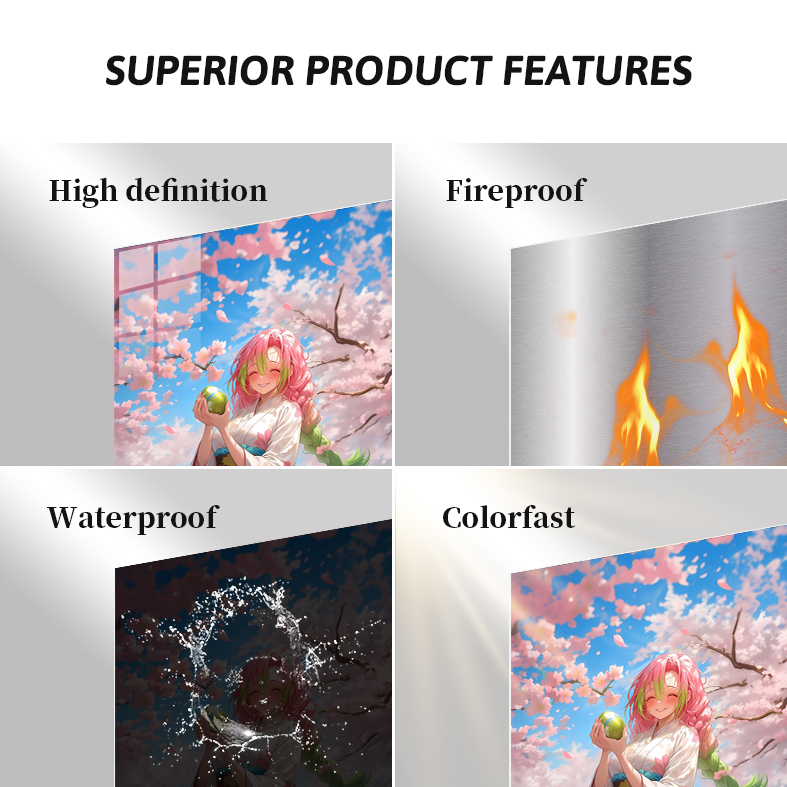 SUPERIOR PRODUCT FEATURES
High definition
Fireproof
Waterproof
Colorfast